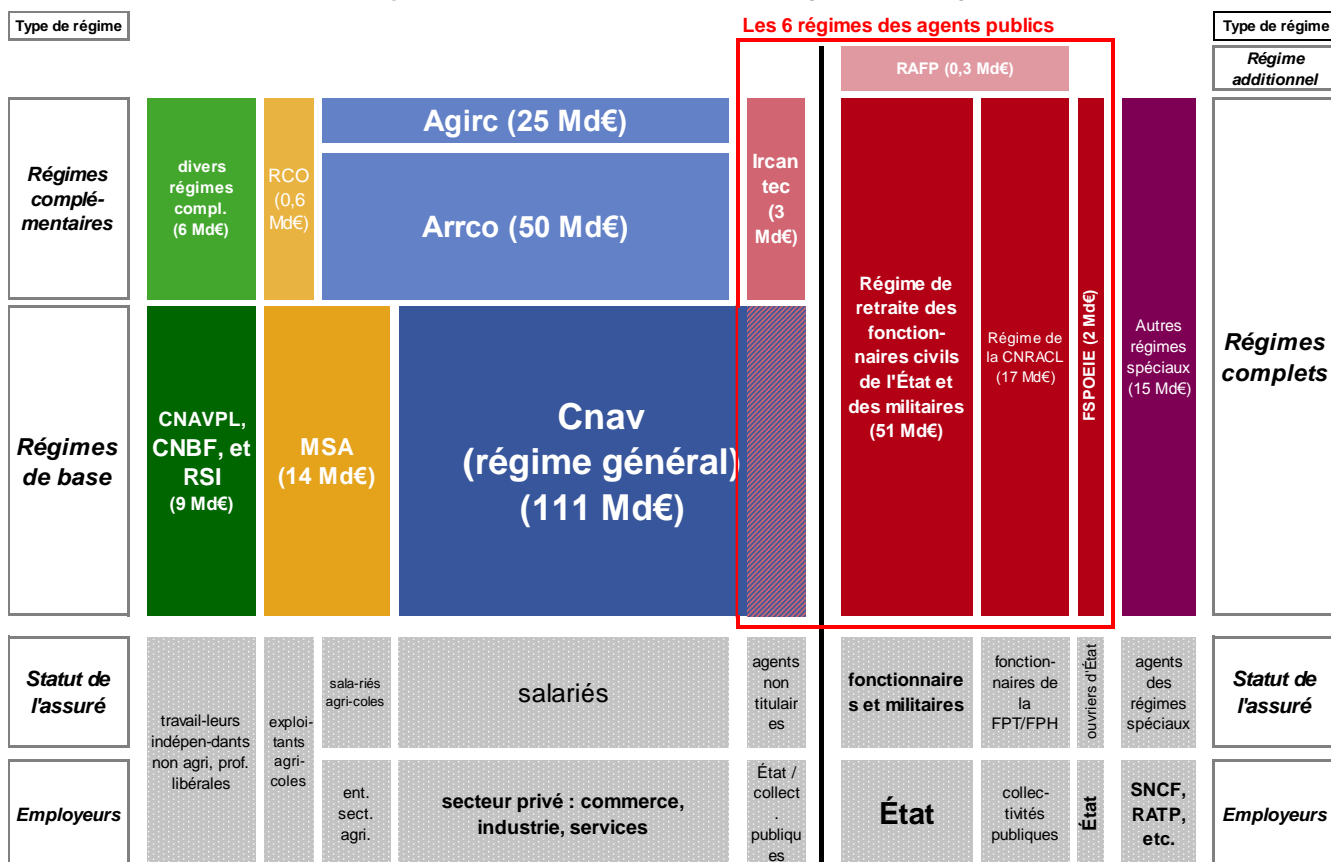 Type de régime
Les 6 régimes des agents publics
Type de régime
RAFP (0,3 Md€)
Régime
additionnel
Régimes
complé-
mentaires
divers
régimes
compl.
(6 Md€)
RCO
(0,6
Md€)
Agirc (25 Md€)
Arrco (50 Md€)
Ircan
tec
(3
Md€)
Régime de
retraite des
fonction-
naires civils
de l'État et
des militaires
(51 Md€)
Régime de
la CNRACL
(17 Md€)
FSPOEIE (2 Md€)
Autres
régimes
spéciaux
(15 Md€)
Régimes
complets
Régimes
de base
CNAVPL,
CNBF, et
RSI
(9 Md€)
MSA
(14 Md€)
Cnav
(régime général)
(111 Md€)
Statut de
l'assuré
travail-leurs
indépen-dants
non agri, prof.
libérales
exploi-
tants
agri-
coles
sala-riés
agri-coles
salariés
agents
non
titulair
es
fonctionnaire
s et militaires
fonction-
naires de
la
FPT/FPH
ouvriers d'État
agents
des
régimes
spéciaux
Statut de
l'assuré
Employeurs
ent.
sect.
agri.
secteur privé : commerce,
industrie, services
État /
collect
.
publiqu
es
État
collec-
tivités
publiques
État
SNCF,
RATP,
etc.
Employeurs